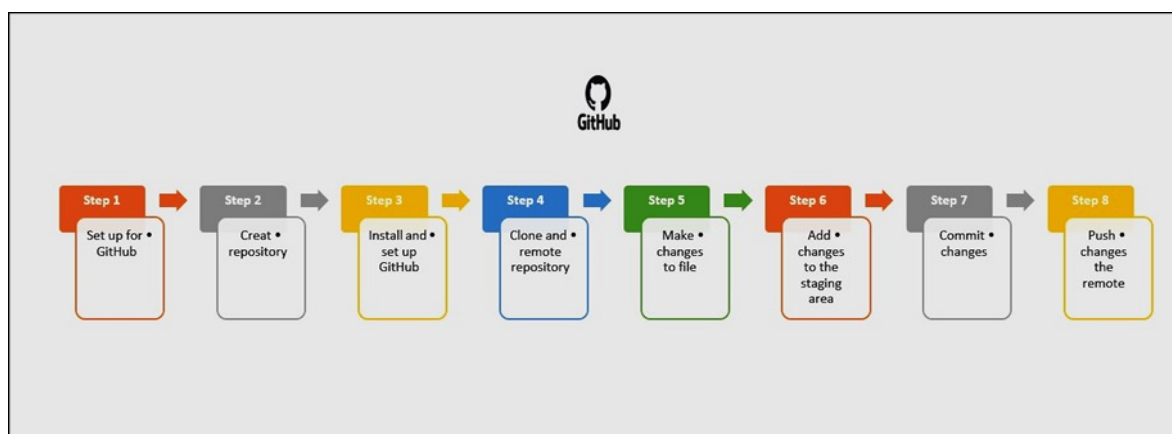 GitHub
Step 1
Set up for •
GitHub
Step 2
Creat •
repository
Step 3
Install and •
set up
GitHub
Step 4
Clone and •
remote
repository
Step 5
Make •
changes
to file
Step 6
Add •
changes
to the
staging
area
Step 7
Commit •
changes
Step 8
Push •
changes
the
remote